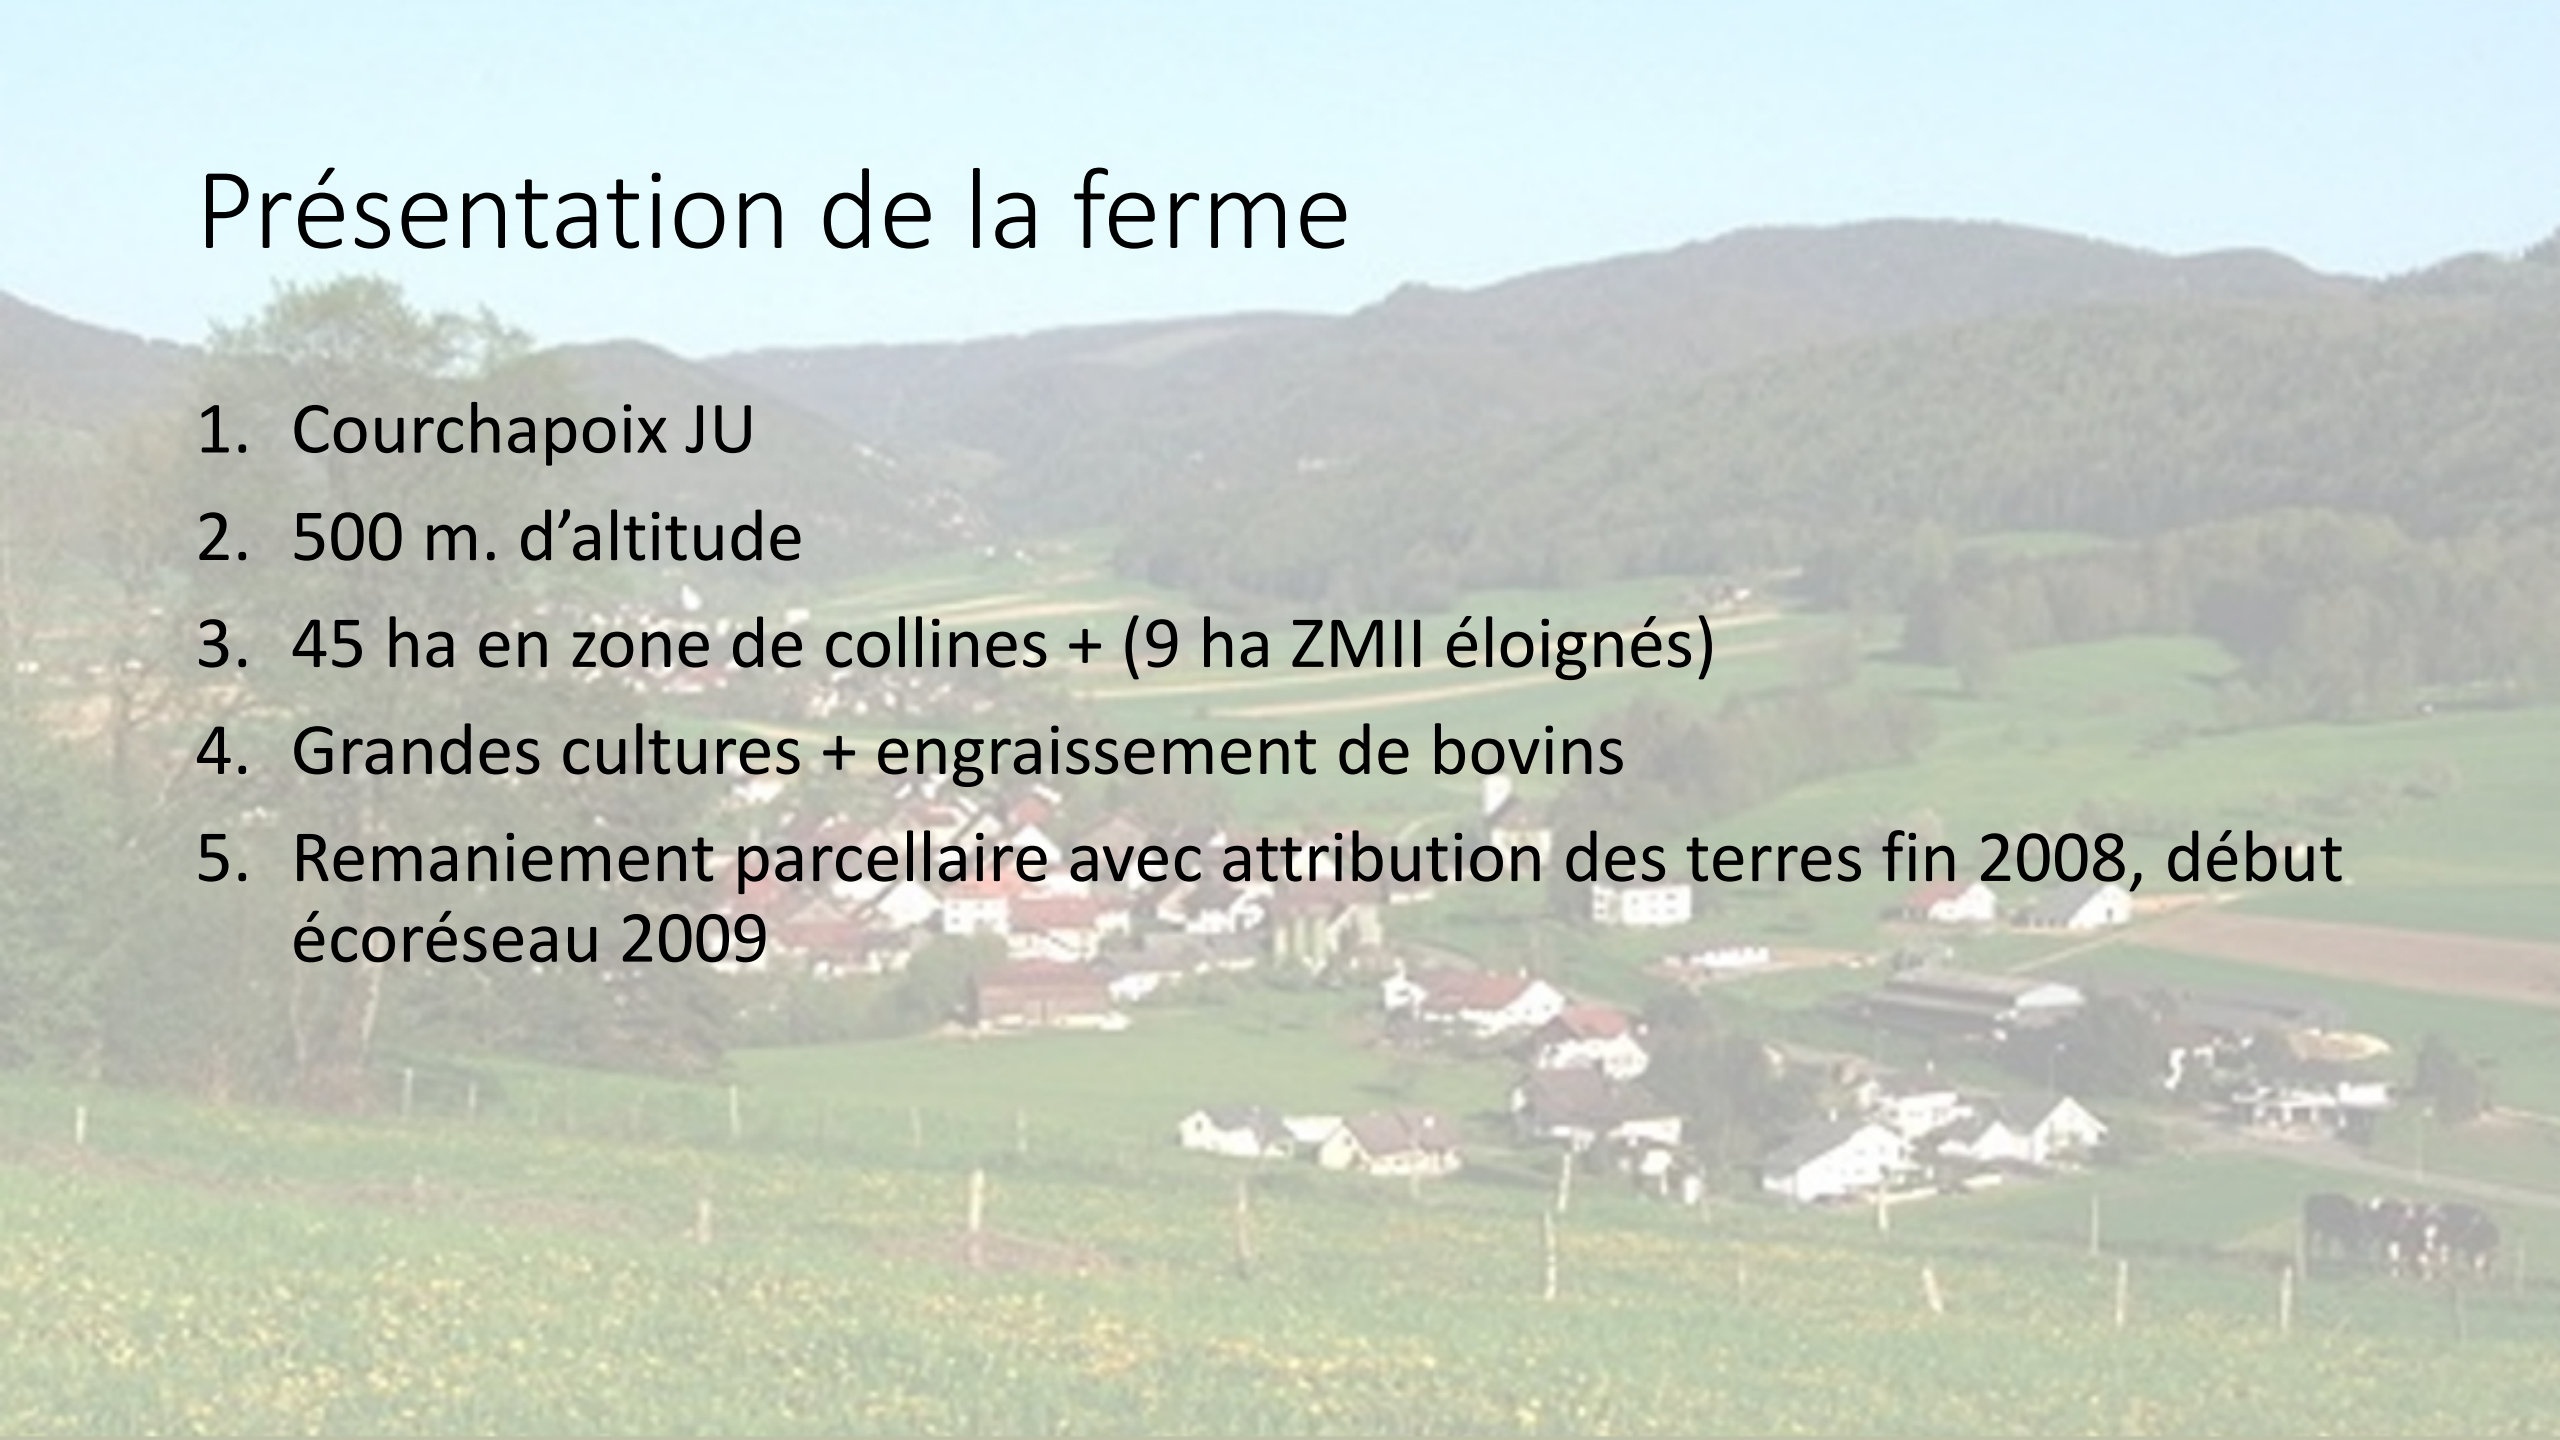 Présentation de la ferme
1. Courchapoix JU
2. 500 m. d’altitude
3. 45 ha en zone de collines + (9 ha ZMII éloignés)
4. Grandes cultures + engraissement de bovins
5. Remaniement parcellaire avec attribution des terres fin 2008, début
écoréseau 2009